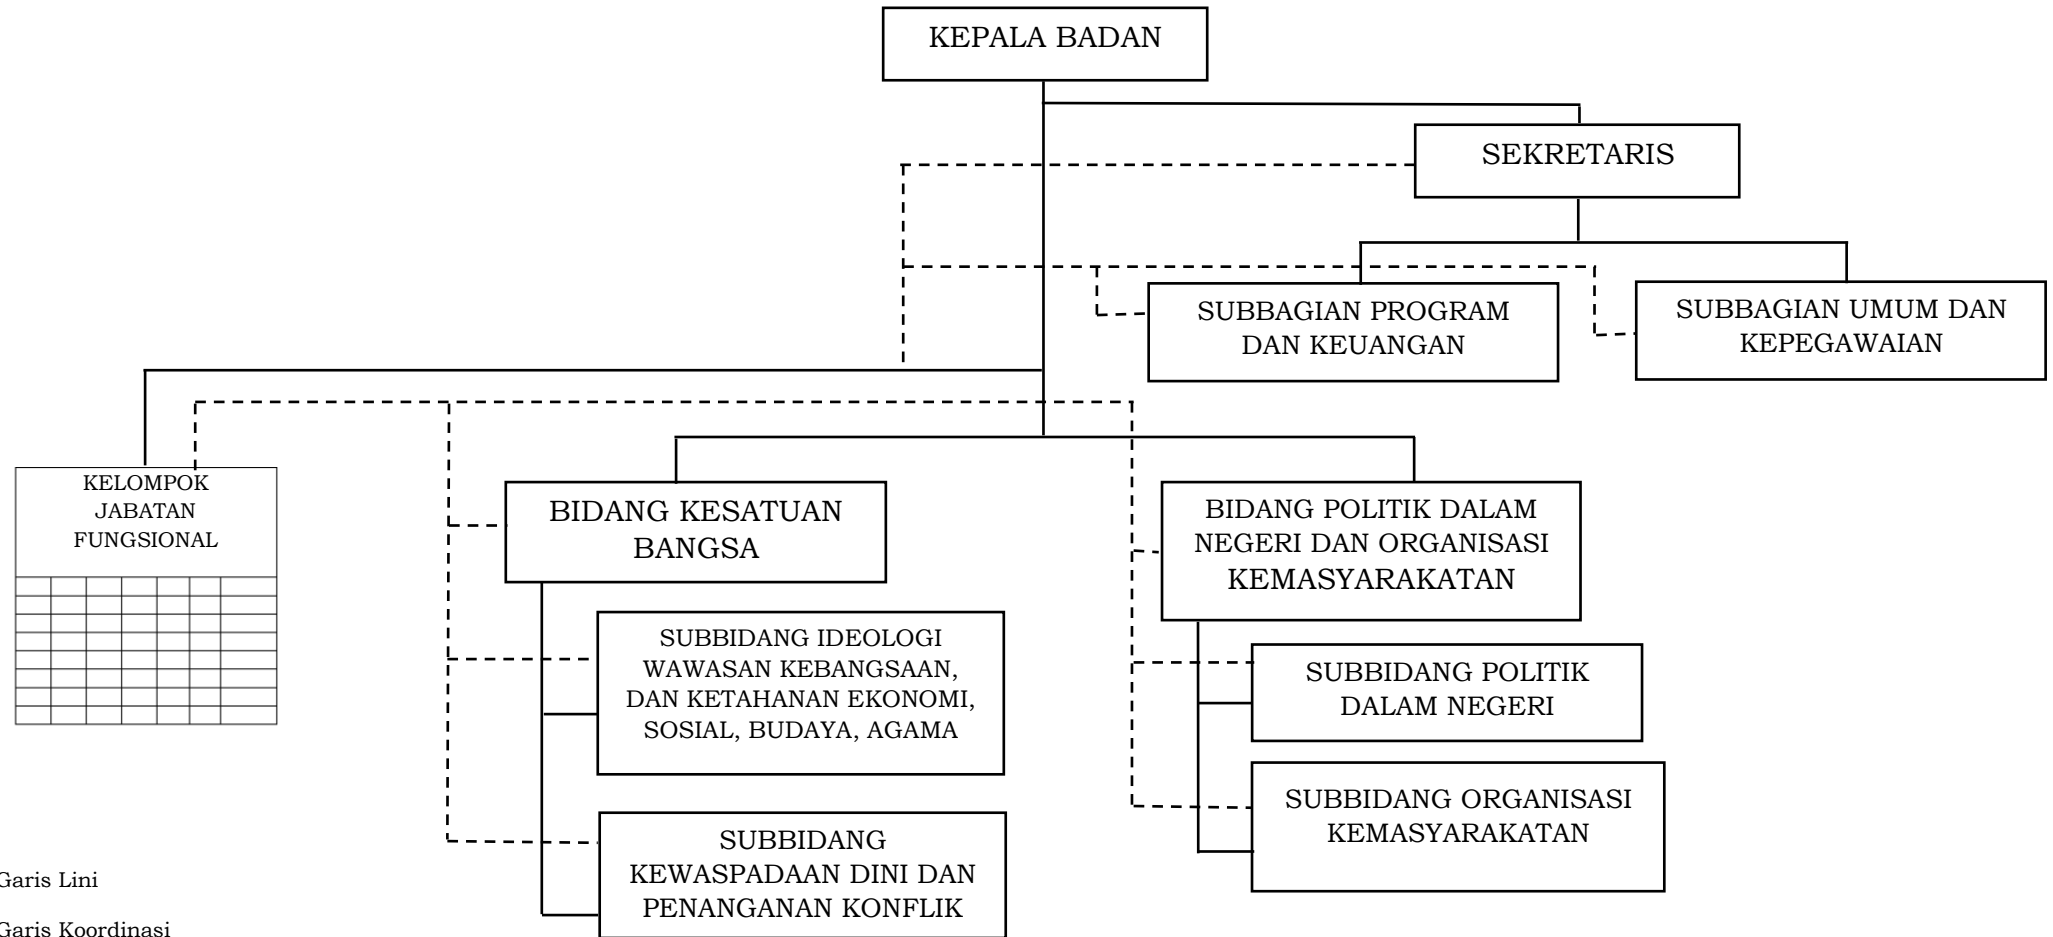 KEPALA BADAN
SEKRETARIS
SUBBAGIAN PROGRAM
DAN KEUANGAN
SUBBAGIAN UMUM DAN
KEPEGAWAIAN
KELOMPOK
JABATAN
FUNGSIONAL
BIDANG KESATUAN
BANGSA
BIDANG POLITIK DALAM
NEGERI DAN ORGANISASI
KEMASYARAKATAN
SUBBIDANG IDEOLOGI
WAWASAN KEBANGSAAN,
DAN KETAHANAN EKONOMI,
SOSIAL, BUDAYA, AGAMA
SUBBIDANG POLITIK
DALAM NEGERI
SUBBIDANG
KEWASPADAAN DINI DAN
PENANGANAN KONFLIK
SUBBIDANG ORGANISASI
KEMASYARAKATAN
Garis Lini
Garis Koordinasi